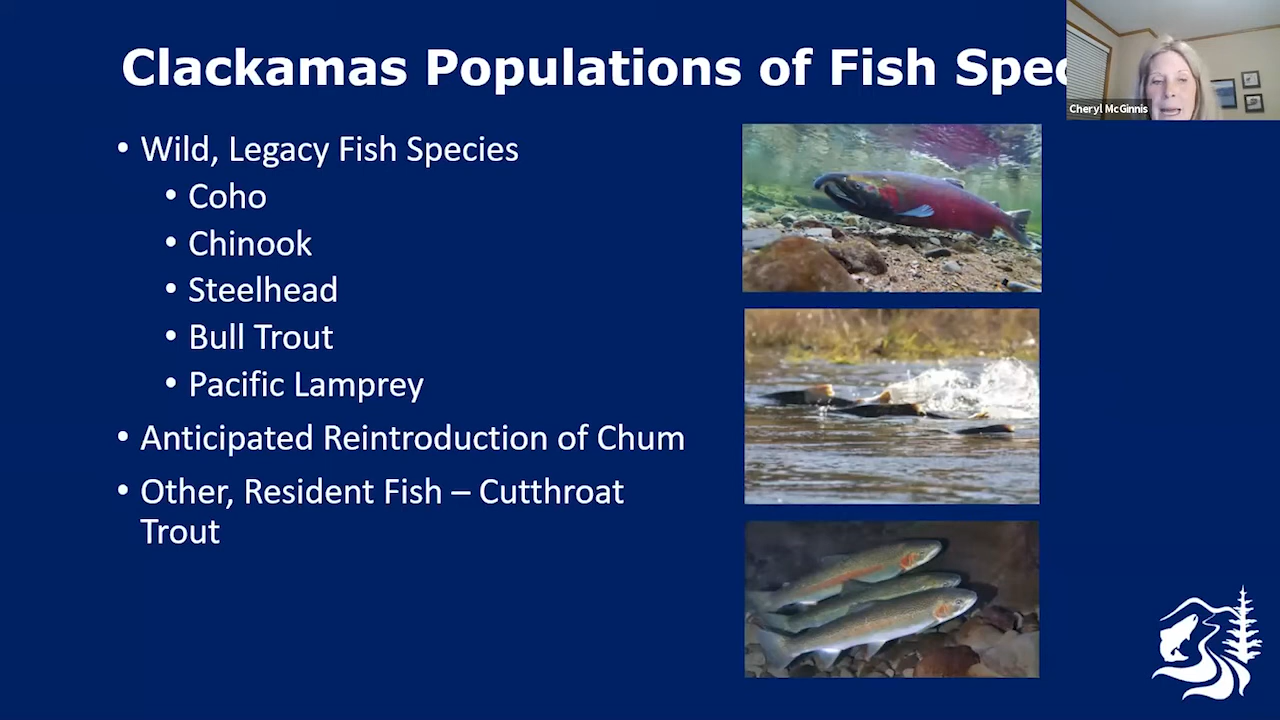 Clackamas Populations of Fish Spec
Cheryl McGinnis
• Wild, Legacy Fish Species
• Coho
• Chinook
• Steelhead
• Bull Trout
• Pacific Lamprey
• Anticipated Reintroduction of Chum
• Other, Resident Fish – Cutthroat
Trout